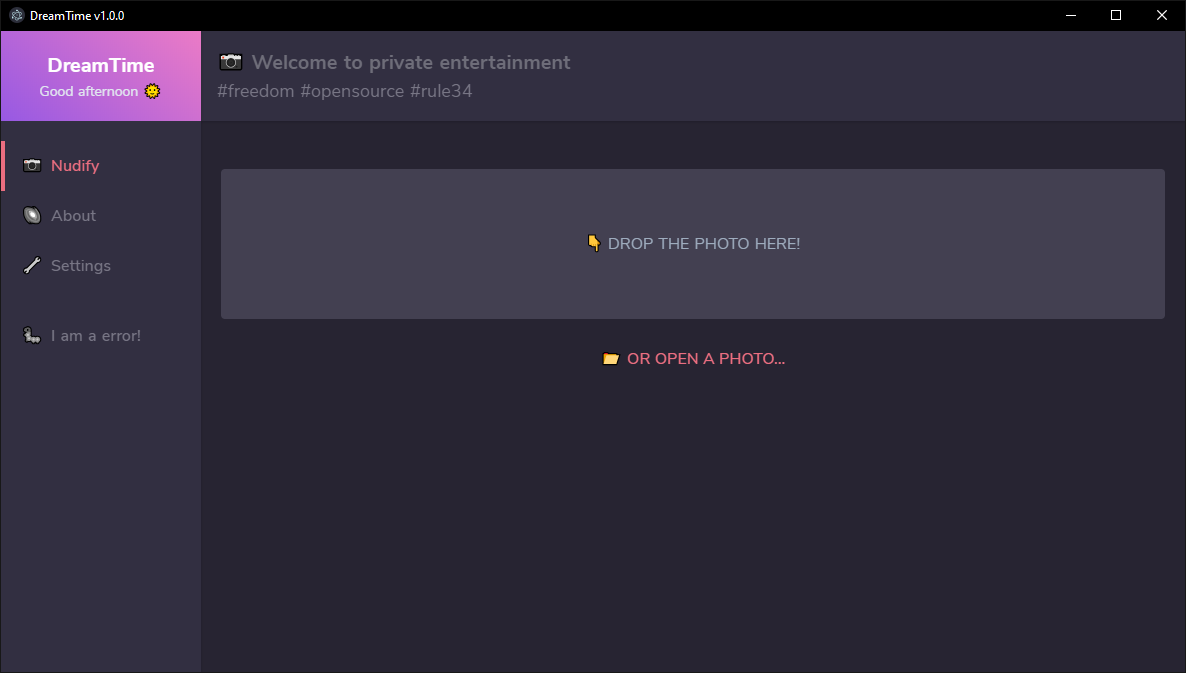 DreamTime v1.0.0
DreamTime
Good afternoon
Welcome to private entertainment
#freedom #opensource #rule34
Nudify
About
Settings
I am a error!
DROP THE PHOTO HERE!
OR OPEN A PHOTO...